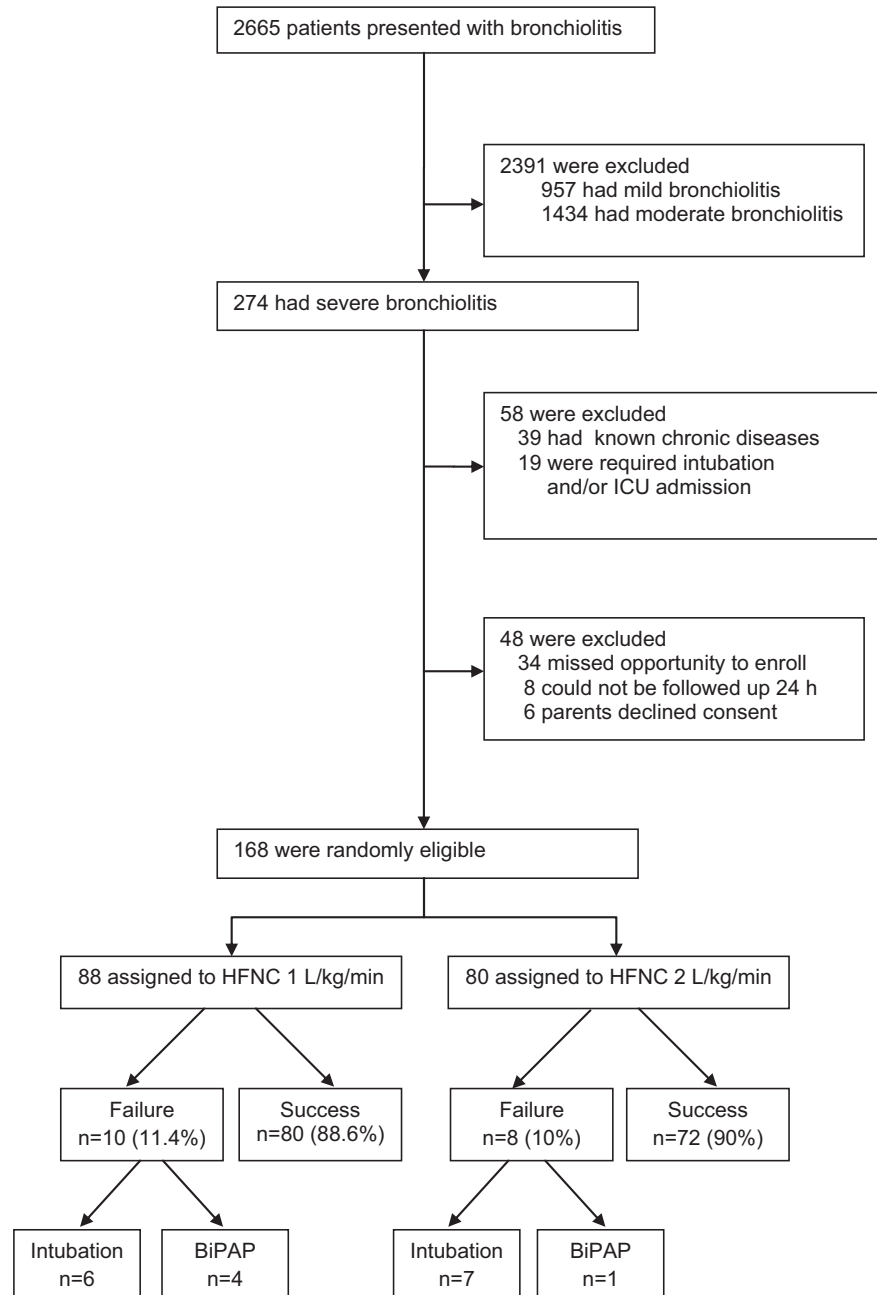 2665 patients presented with bronchiolitis
2391 were excluded
957 had mild bronchiolitis
1434 had moderate bronchiolitis
274 had severe bronchiolitis
58 were excluded
39 had known chronic diseases
19 were required intubation
and/or ICU admission
48 were excluded
34 missed opportunity to enroll
8 could not be followed up 24 h
6 parents declined consent
168 were randomly eligible
88 assigned to HFNC 1 L/kg/min
80 assigned to HFNC 2 L/kg/min
Failure
n=10 (11.4%)
Success
n=80 (88.6%)
Failure
n=8 (10%)
Success
n=72 (90%)
Intubation
n=6
BiPAP
n=4
Intubation
n=7
BiPAP
n=1